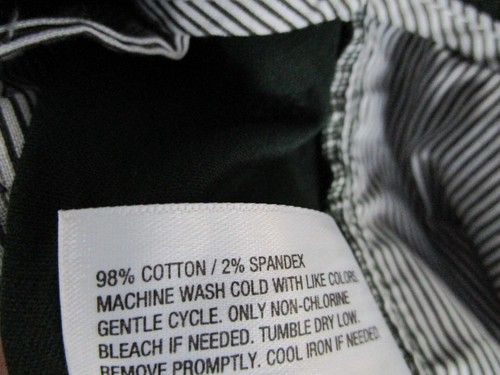 98% COTTON / 2% SPANDEX
MACHINE WASH COLD WITH LIKE COLORS.
GENTLE CYCLE. ONLY NON-CHLORINE
BLEACH IF NEEDED. TUMBLE DRY LOW.
REMOVE PROMPTLY. COOL IRON IF NEEDED.